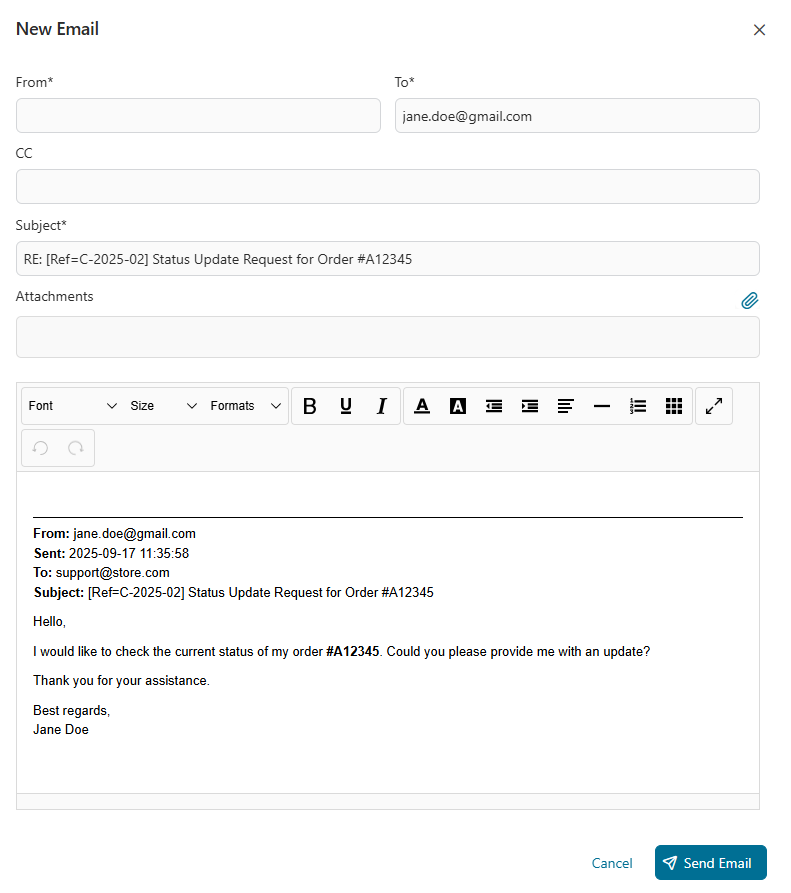 New Email
From*
To*
jane.doe@gmail.com
CC
Subject*
RE: [Ref=C-2025-02] Status Update Request for Order #A12345
Attachments
Font Size Formats B U I A A
From: jane.doe@gmail.com
Sent: 2025-09-17 11:35:58
To: support@store.com
Subject: [Ref=C-2025-02] Status Update Request for Order #A12345
Hello,
I would like to check the current status of my order #A12345. Could you please provide me with an update?
Thank you for your assistance.
Best regards,
Jane Doe
Cancel Send Email